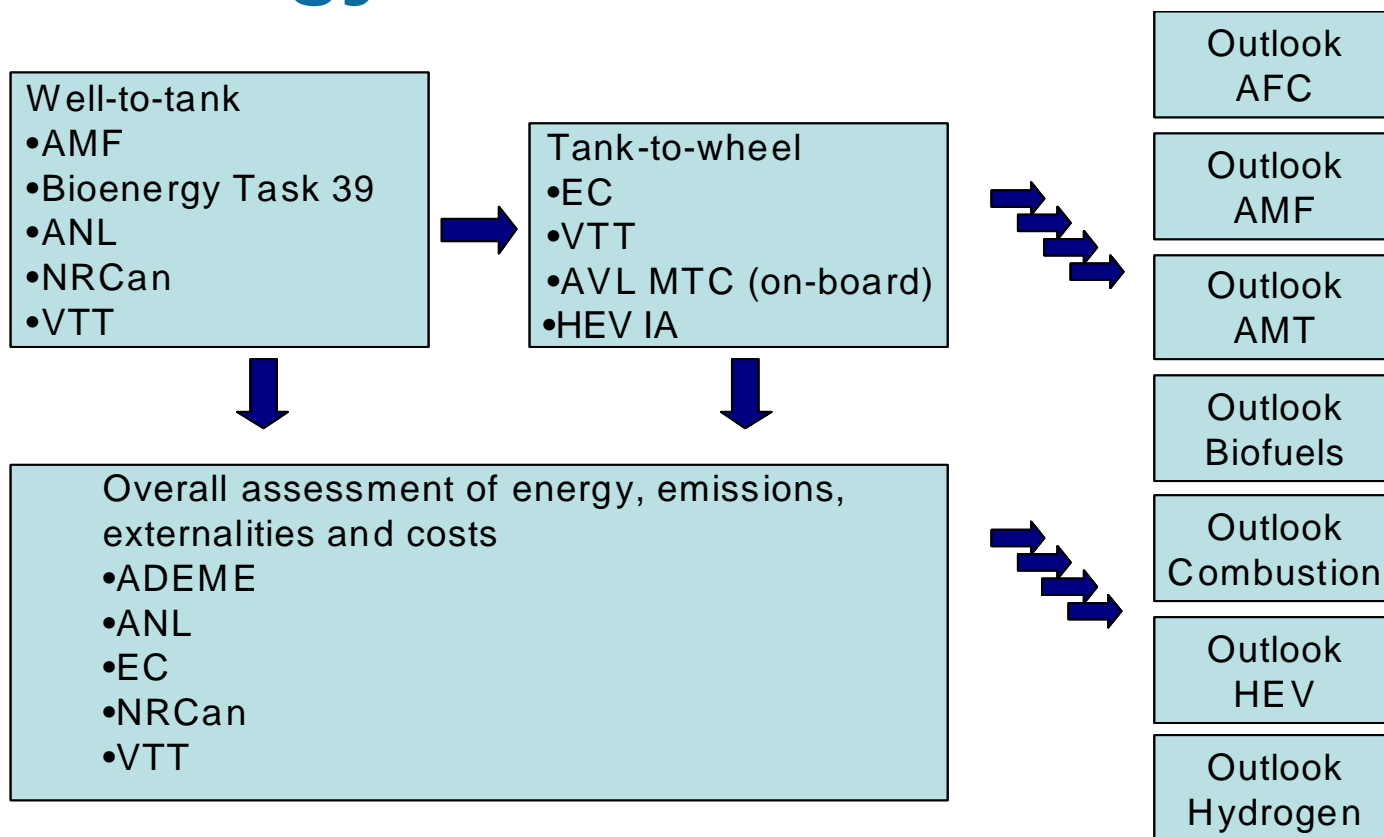 Well-to-tank
•AMF
•Bioenergy Task 39
•ANL
•NRCan
•VTT
Tank-to-wheel
•EC
•VTT
•AVL MTC (on-board)
•HEV IA
Overall assessment of energy, emissions,
externalities and costs
•ADEME
•ANL
•EC
•NRCan
•VTT
Outlook
AFC
Outlook
AMF
Outlook
AMT
Outlook
Biofuels
Outlook
Combustion
Outlook
HEV
Outlook
Hydrogen